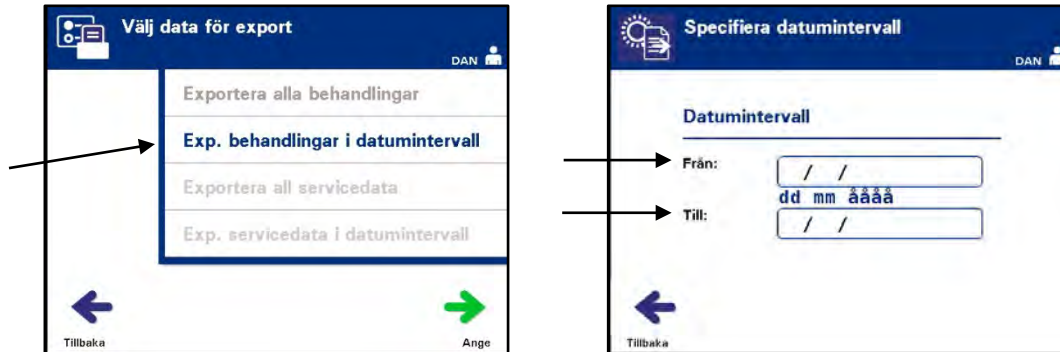 Välj data för export
DAN
Exportera alla behandlingar
Exp. behandlingar i datumintervall
Exportera all servicedata
Exp. servicedata i datumintervall
Tillbaka
Ange
Specifiera datumintervall
DAN
Datumintervall
Från:
/ /
dd mm åååå
Till:
/ /
Tillbaka